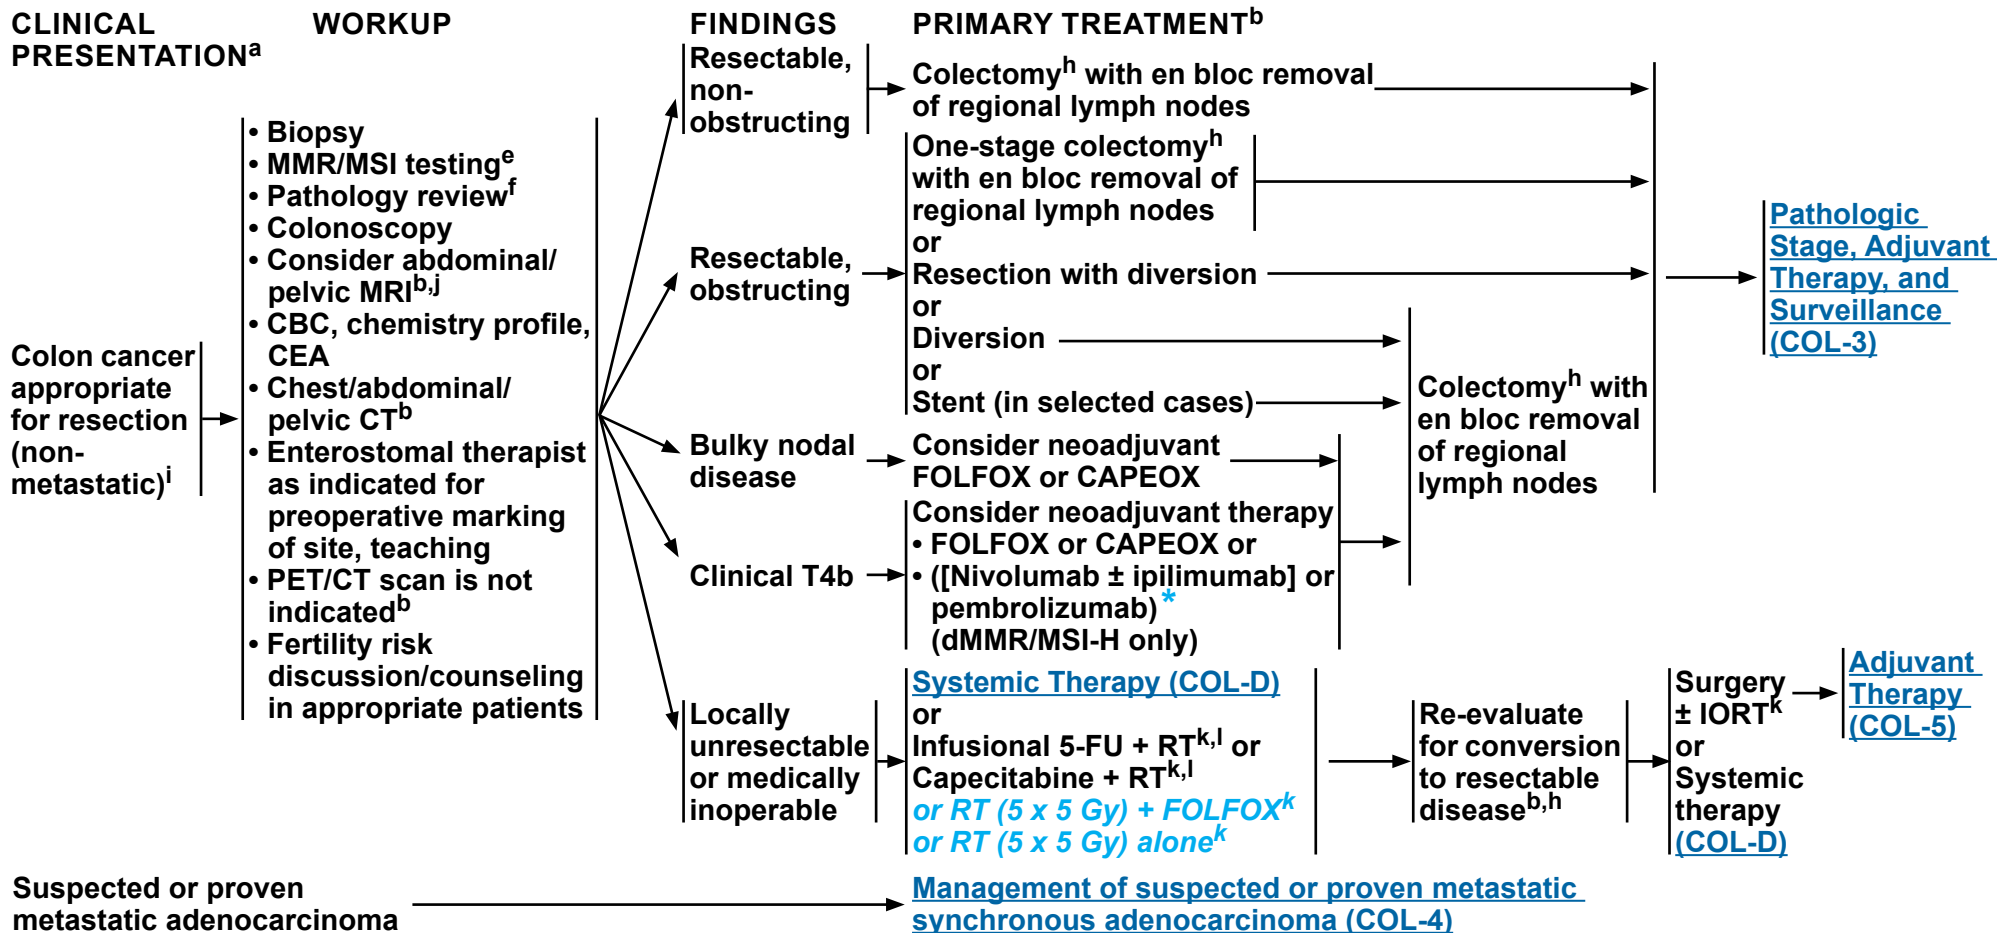 CLINICAL
PRESENTATIONᵃ
WORKUP
FINDINGS
PRIMARY TREATMENTᵇ
Colon cancer
appropriate
for resection
(non-
metastatic)ⁱ
• Biopsy
• MMR/MSI testingᵉ
• Pathology reviewᶠ
• Colonoscopy
• Consider abdominal/
pelvic MRIᵇ,ʲ
• CBC, chemistry profile,
CEA
• Chest/abdominal/
pelvic CTᵇ
• Enterostomal therapist
as indicated for
preoperative marking
of site, teaching
• PET/CT scan is not
indicatedᵇ
• Fertility risk
discussion/counseling
in appropriate patients
Resectable,
non-
obstructing
Colectomyʰ with en bloc removal
of regional lymph nodes
Resectable,
obstructing
One-stage colectomyʰ
with en bloc removal of
regional lymph nodes
or
Resection with diversion
or
Diversion
or
Stent (in selected cases)
Bulky nodal
disease
Consider neoadjuvant
FOLFOX or CAPEOX
Clinical T4b
Consider neoadjuvant therapy
• FOLFOX or CAPEOX or
• ([Nivolumab ± ipilimumab] or
pembrolizumab) *
(dMMR/MSI-H only)
Colectomyʰ with
en bloc removal
of regional
lymph nodes
Pathologic
Stage, Adjuvant
Therapy, and
Surveillance
(COL-3)
Locally
unresectable
or medically
inoperable
Systemic Therapy (COL-D)
or
Infusional 5-FU + RTᵏ,ˡ or
Capecitabine + RTᵏ,ˡ
or RT (5 x 5 Gy) + FOLFOXᵏ
or RT (5 x 5 Gy) aloneᵏ
Re-evaluate
for conversion
to resectable
diseaseᵇ,ʰ
Surgery
± IORTᵏ
or
Systemic
therapy
(COL-D)
Adjuvant
Therapy
(COL-5)
Suspected or proven
metastatic adenocarcinoma
Management of suspected or proven metastatic
synchronous adenocarcinoma (COL-4)